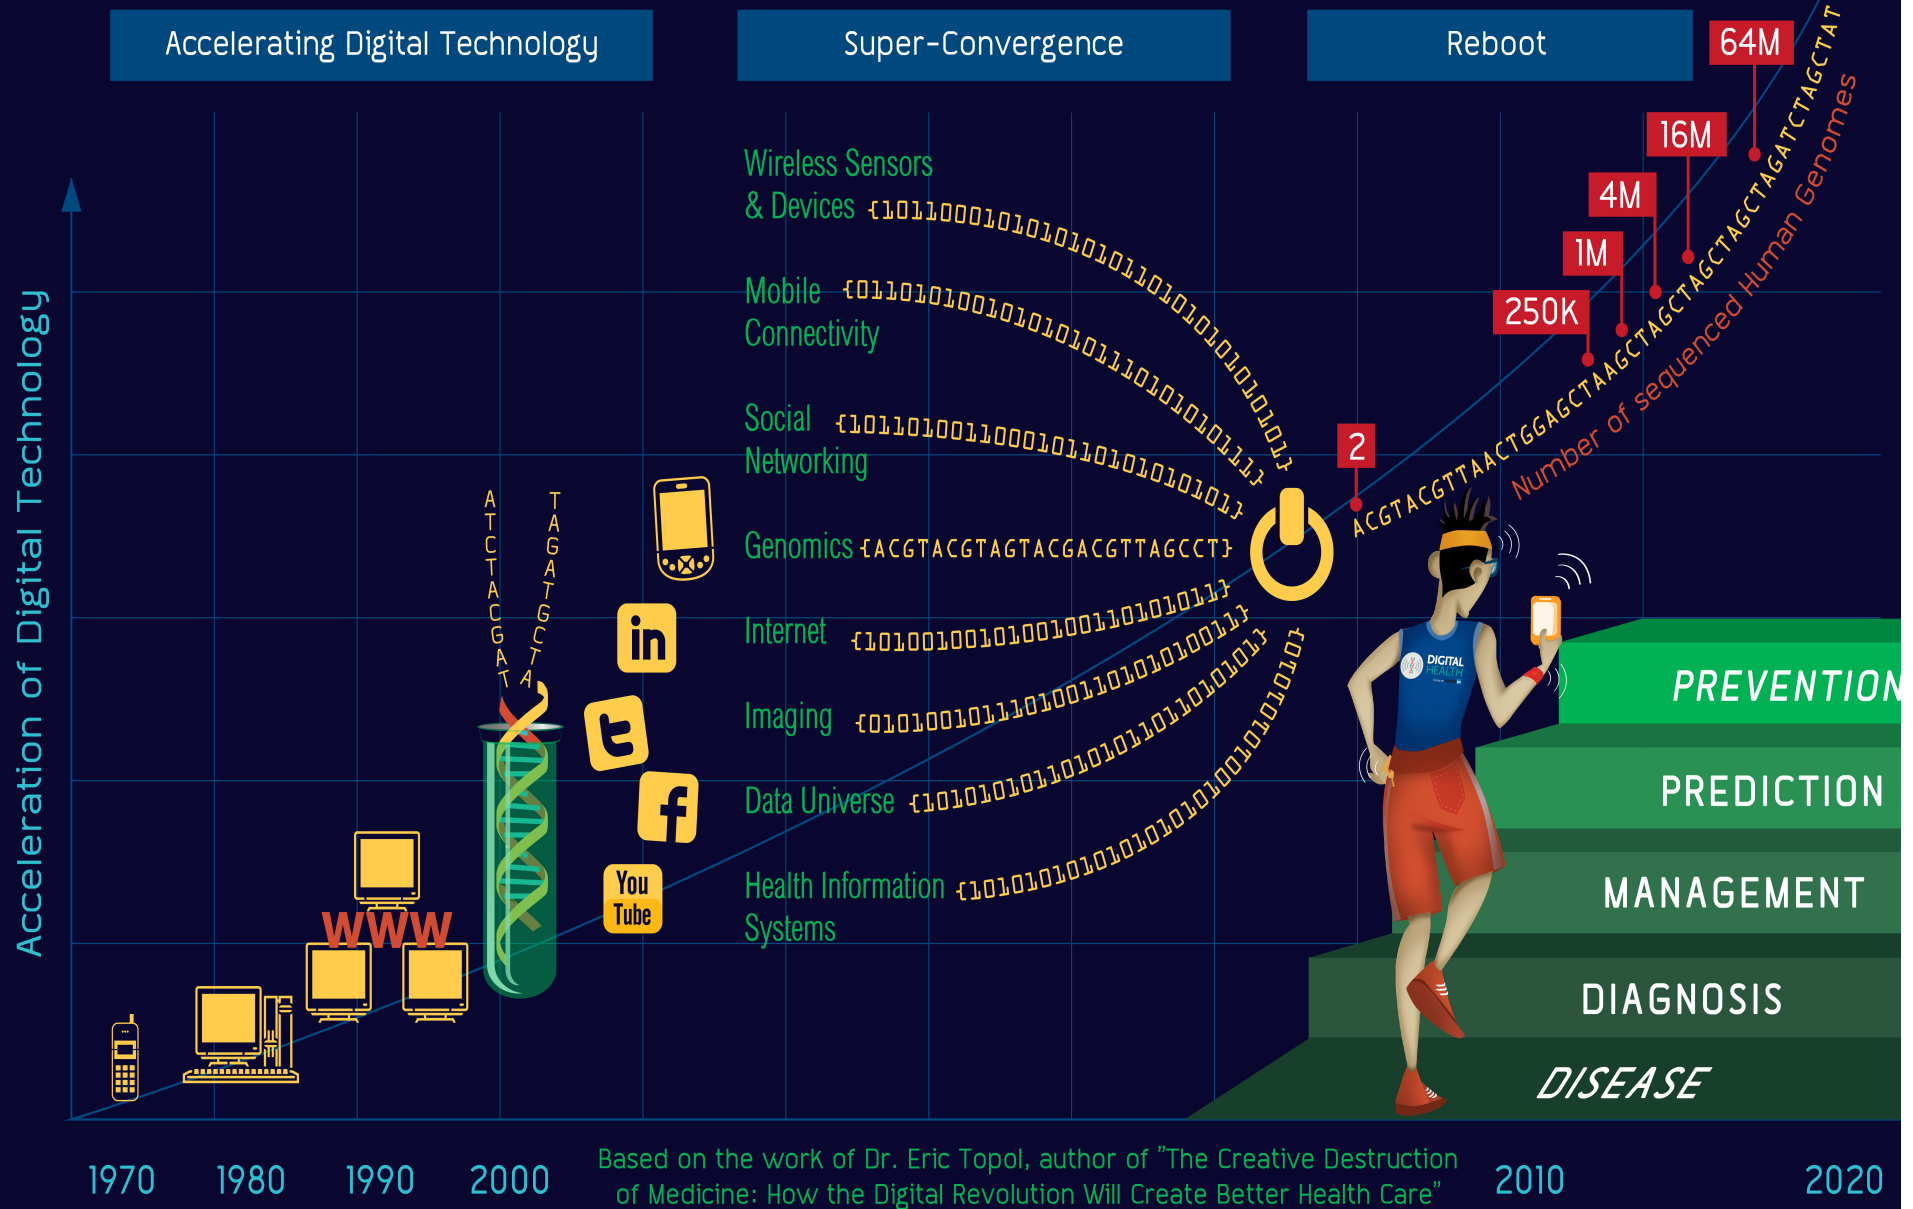 Accelerating Digital Technology
Super-Convergence
Reboot
Acceleration of Digital Technology
WWW
ATCTACGAT
TAGATGCTA
in
You
Tube
Wireless Sensors
& Devices
Mobile
Connectivity
Social
Networking
Genomics {ACGTACGTAGTACGACGTTAGCCT}
Internet
Imaging
Data Universe
Health Information
Systems
2
250K
1M
4M
16M
64M
Number of sequenced Human Genomes
DIGITAL
HEALTH
PREVENTION
PREDICTION
MANAGEMENT
DIAGNOSIS
DISEASE
1970
1980
1990
2000
2010
2020
Based on the work of Dr. Eric Topol, author of "The Creative Destruction
of Medicine: How the Digital Revolution Will Create Better Health Care"